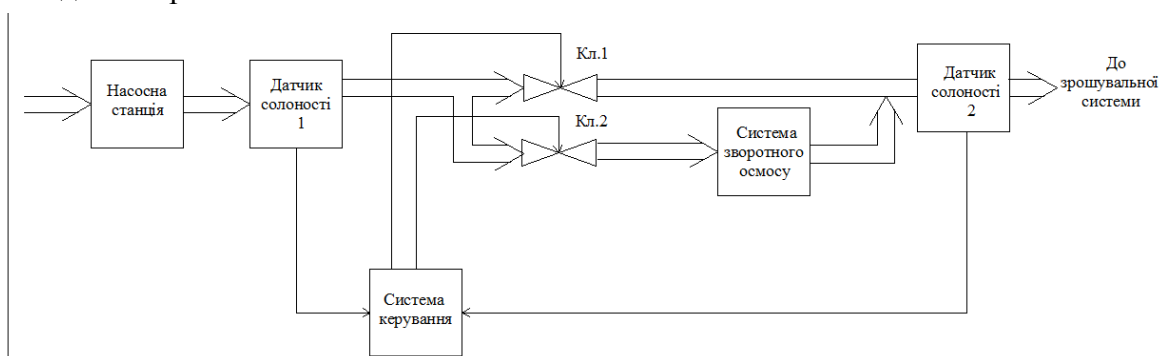 Насосна
станція
Датчик
солоності
1
Кл.1
Кл.2
Система
зворотного
осмосу
Датчик
солоності
2
До
зрошувальної
системи
Система
керування